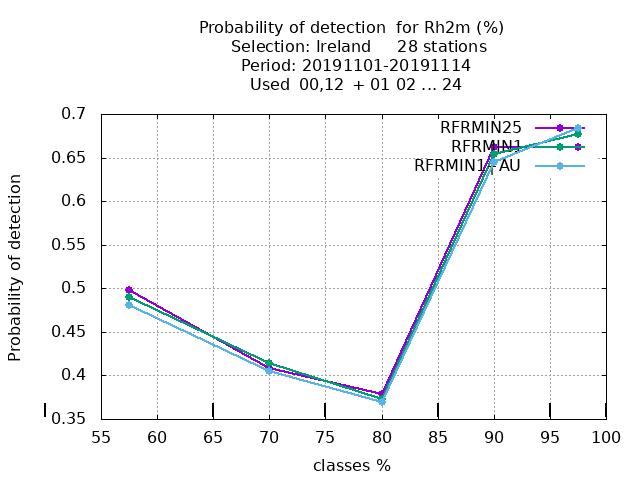 Probability of detection for Rh2m (%)
Selection: Ireland 28 stations
Period: 20191101-20191114
Used 00,12 + 01 02 ... 24
0.7
0.65
0.6
0.55
0.5
0.45
0.4
0.35
Probability of detection
RFRMIN25
RFRMIN1
RFRMIN1+AU
55 60 65 70 75 80 85 90 95 100
classes %